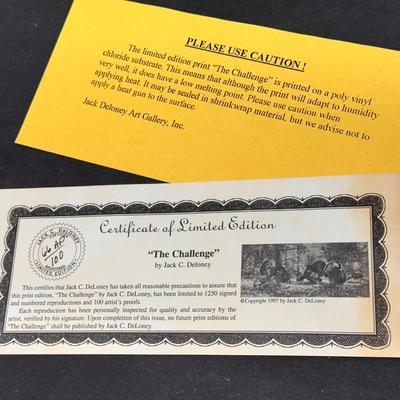 PLEASE USE CAUTION !
The limited edition print "The Challenge" is printed on a poly vinyl
chloride substrate. This means that although the print will adapt to humidity
very well, it does have a low melting point. Please use caution when
applying heat. It may be sealed in shrinkwrap material, but we advise not to
apply a heat gun to the surface.
Jack Deloney Art Gallery, Inc.
JACK C. DeLONEY
66 AP
100
LIMITED EDITION
Certificate of Limited Edition
"The Challenge"
by Jack C. Deloney
©Copyright 1997 by Jack C. DeLoney
This certifies that Jack C. DeLoney has taken all reasonable precautions to assure that
this print edition, "The Challenge" by Jack C. DeLoney, has been limited to 1250 signed
and numbered reproductions and 100 artist's proofs.
Each reproduction has been personally inspected for quality and accuracy by the
artist, verified by his signature. Upon completion of this issue, no future print editions of
"The Challenge" shall be published by Jack C. DeLoney.